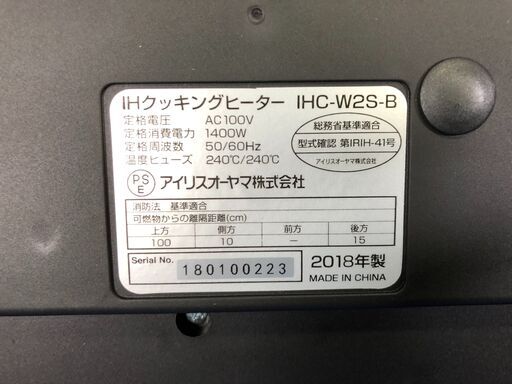 IHクッキングヒーター IHC-W2S-B
定格電圧 AC100V
定格消費電力 1400W
定格周波数 50/60Hz
温度ヒューズ 240℃/240℃
総務省基準適合
型式確認 第IRIH-41号
アイリスオーヤマ株式会社
PS
E
アイリスオーヤマ株式会社
消防法 基準適合
可燃物からの離隔距離(cm)
上方 側方 前方 後方
100 10 － 15
Serial No. 180100223
2018年製
MADE IN CHINA